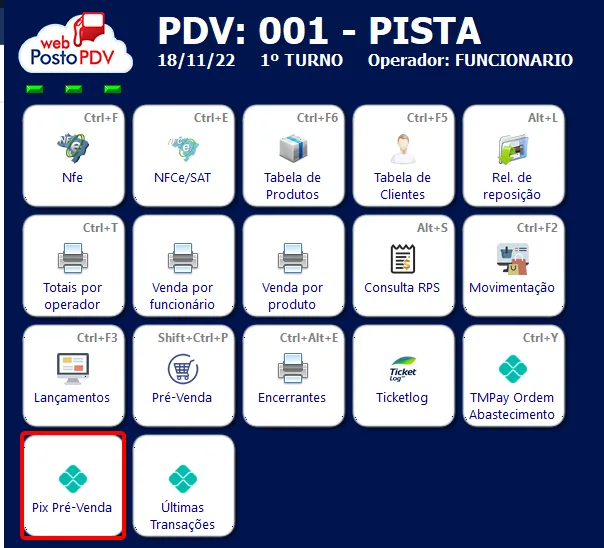 web
PostoPDV
PDV: 001 - PISTA
18/11/22 1º TURNO Operador: FUNCIONARIO
Ctrl+F
Nfe
Ctrl+E
NFCe/SAT
Ctrl+F6
Tabela de
Produtos
Ctrl+F5
Tabela de
Clientes
Alt+L
Rel. de
reposição
Ctrl+T
Totais por
operador
Venda por
funcionário
Venda por
produto
Alt+S
Consulta RPS
Ctrl+F2
Movimentação
Ctrl+F3
Lançamentos
Shift+Ctrl+P
Pré-Venda
Ctrl+Alt+E
Encerrantes
Ticket
Log
Ticketlog
Ctrl+Y
TMPay Ordem
Abastecimento
Pix Pré-Venda
Últimas
Transações